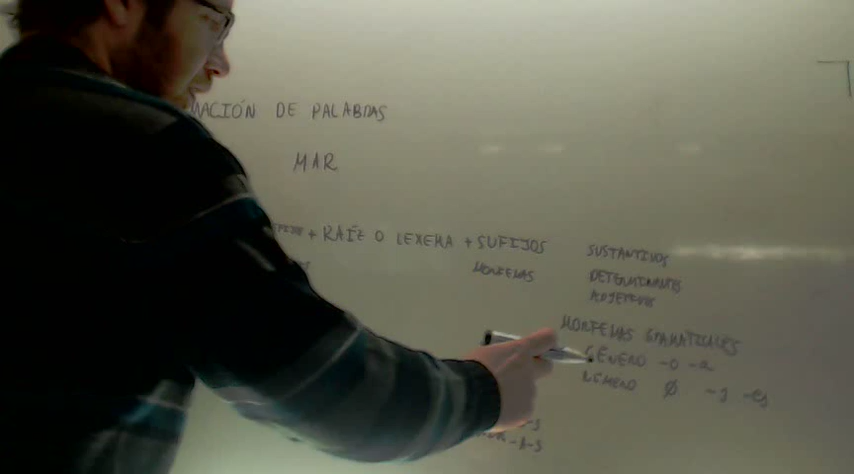 MACIÓN DE PALABRAS
MAR
+ RAÍZ O LEXEMA + SUFIJOS
MORFEMAS
SUSTANTIVOS
DETERMINANTES
ADJETIVOS
MORFEMAS GRAMATICALES
GÉNERO -o -a
NÚMERO Ø -s -es